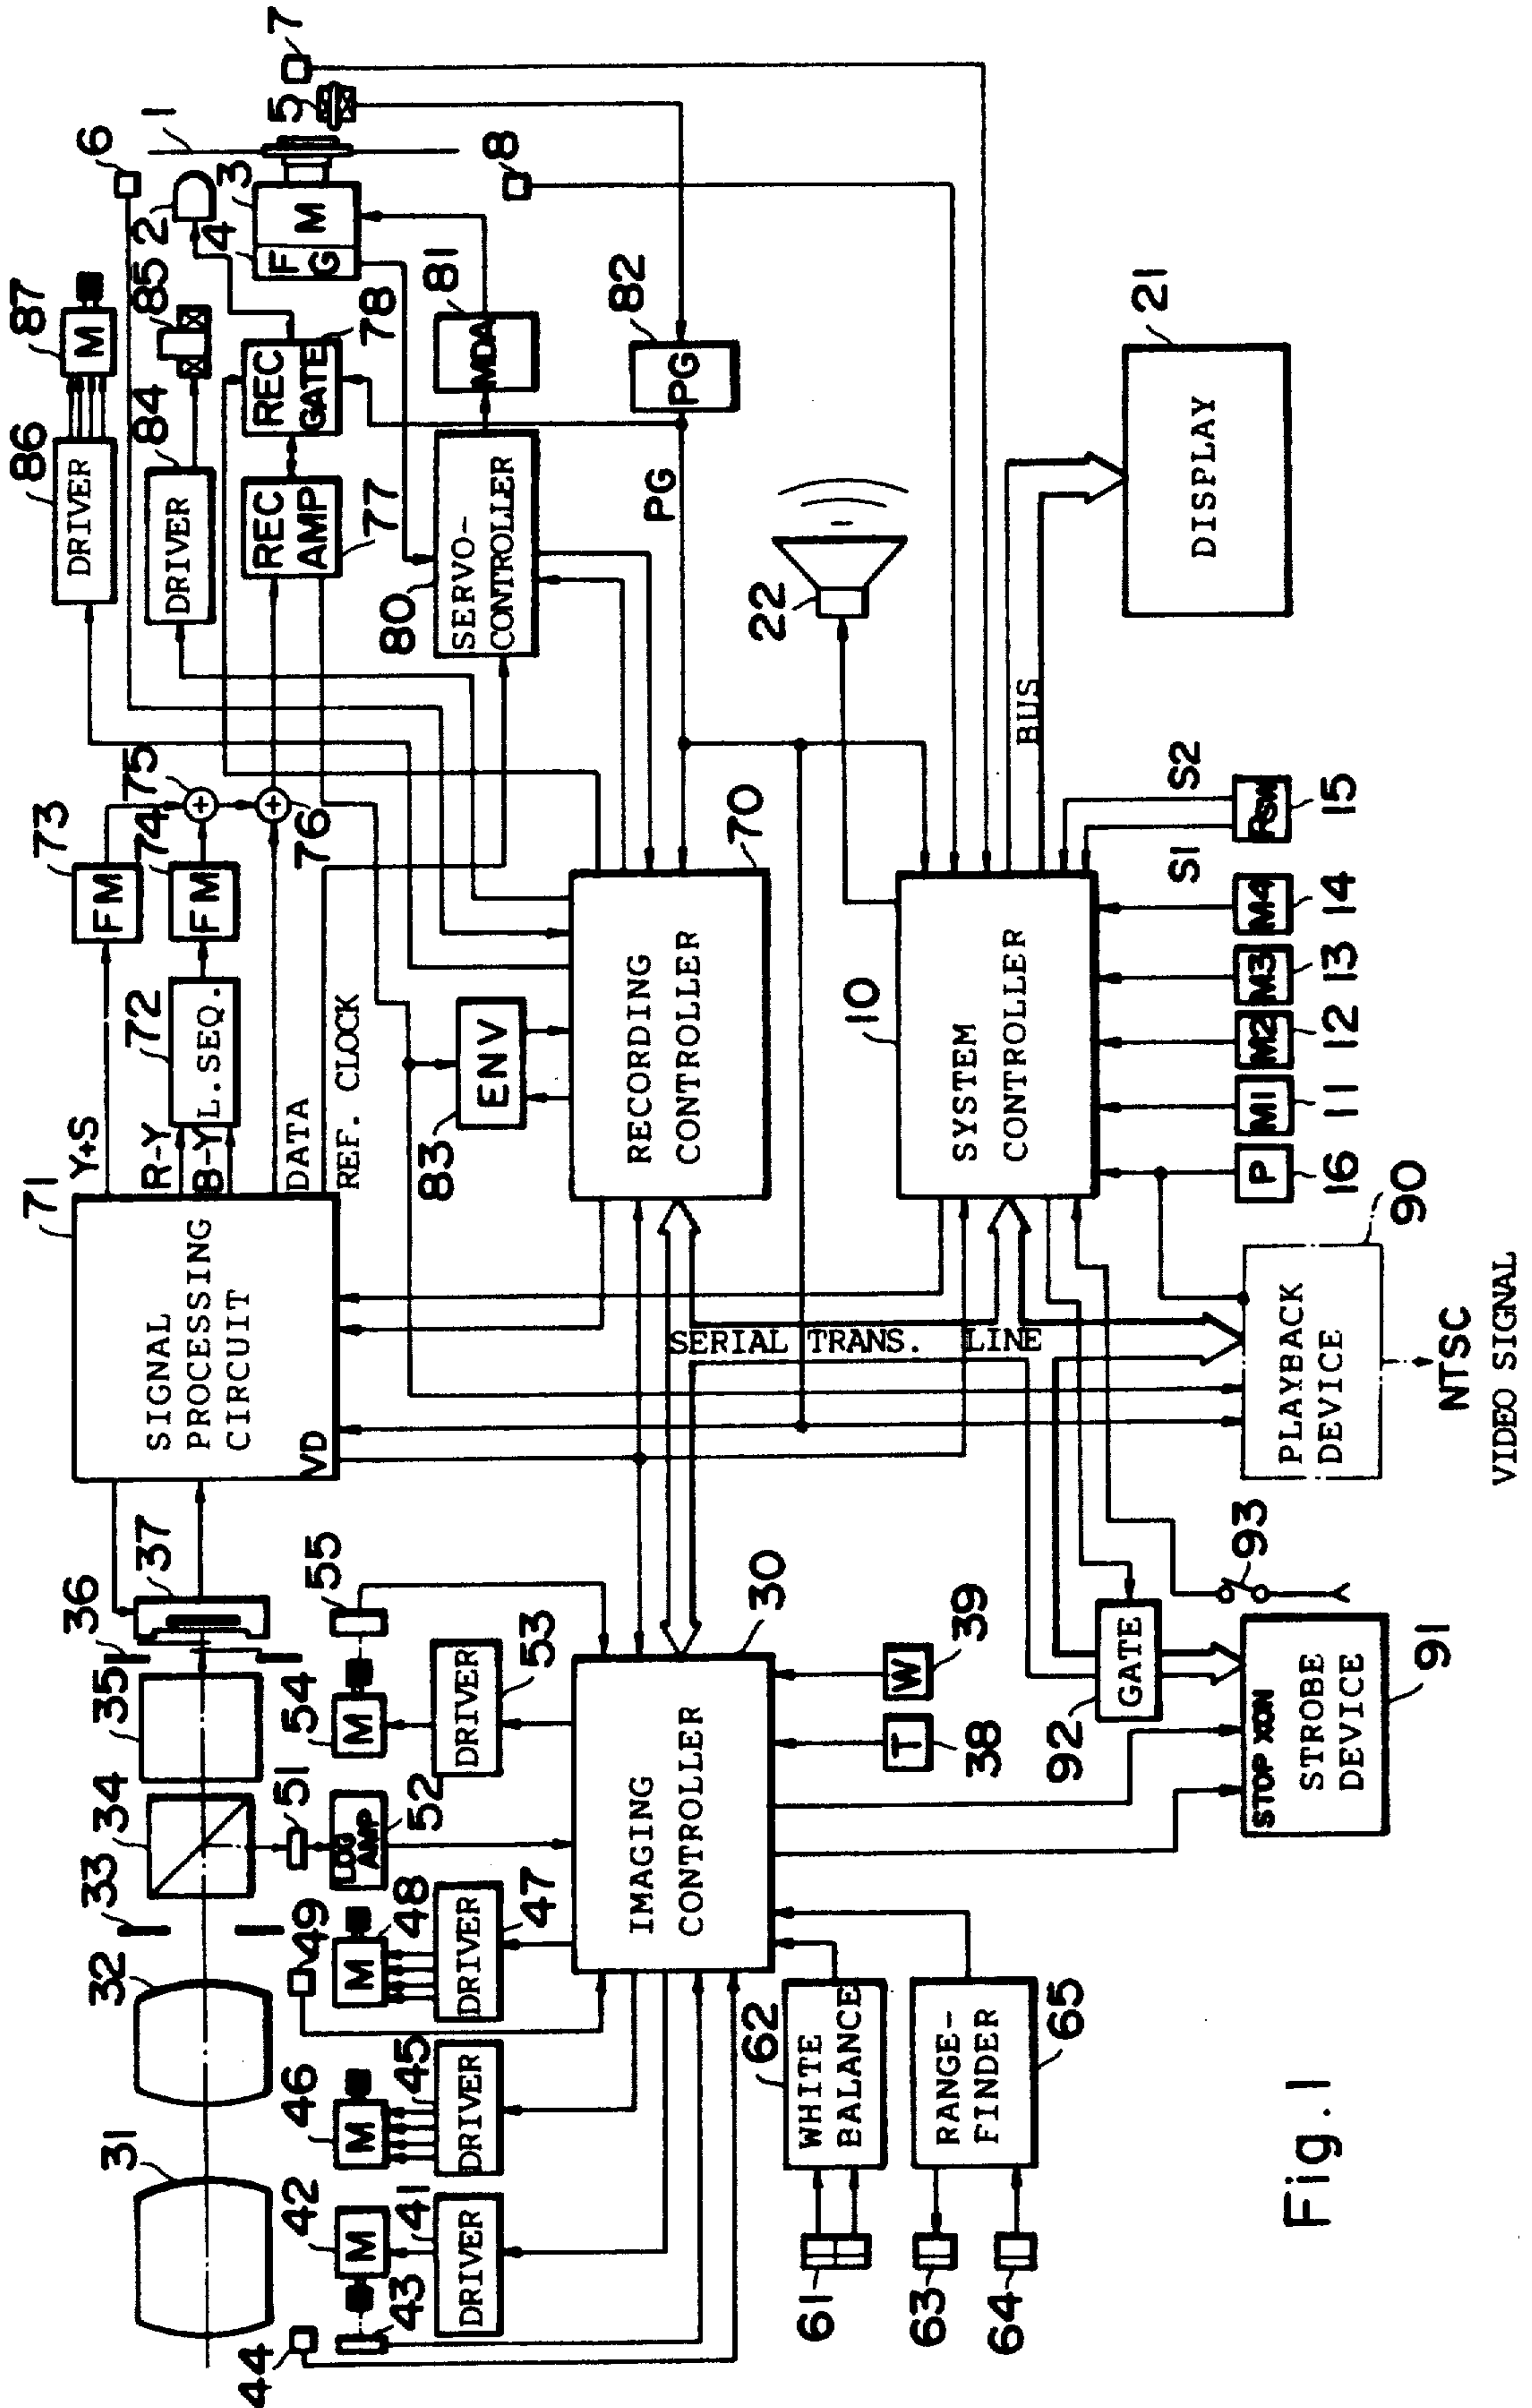 31
32
33
34
35
36
37
71
SIGNAL
PROCESSING
CIRCUIT
VD
Y+S
R-Y
B-Y
DATA
REF. CLOCK
72
L.SEQ.
73
FM
74
FM
75
76
77
REC
AMP
78
REC
GATE
86
DRIVER
87
M
84
DRIVER
85
6
1
2
3
4
F
G
M
5
7
8
44
43
42
M
41
DRIVER
46
M
45
DRIVER
49
48
M
47
DRIVER
51
LOG
AMP
52
54
M
55
53
DRIVER
83
ENV
80
SERVO-
CONTROLLER
81
MDA
82
PG
PG
30
IMAGING
CONTROLLER
70
RECORDING
CONTROLLER
SERIAL TRANS. LINE
61
62
WHITE
BALANCE
63
64
65
RANGE-
FINDER
38
T
39
W
10
SYSTEM
CONTROLLER
22
BUS
21
DISPLAY
S1
S2
P
16
M1
11
M2
12
M3
13
M4
14
RSW
15
92
GATE
93
STOP
XON
STROBE
DEVICE
91
PLAYBACK
DEVICE
90
NTSC
VIDEO SIGNAL
Fig.1